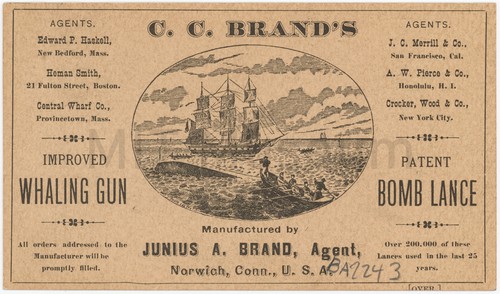 C. C. BRAND'S
AGENTS.
Edward P. Haskell,
New Bedford, Mass.
Homan Smith,
21 Fulton Street, Boston.
Central Wharf Co.,
Provincetown, Mass.
IMPROVED
WHALING GUN
All orders addressed to the
Manufacturer will be
promptly filled.
AGENTS.
J. C. Merrill & Co.,
San Francisco, Cal.
A. W. Pierce & Co.,
Honolulu, H. I.
Crocker, Wood & Co.,
New York City.
PATENT
BOMB LANCE
Over 200,000 of these
Lances used in the last 25
years.
Manufactured by
JUNIUS A. BRAND, Agent,
Norwich, Conn., U. S. A.
BA2243
[OVER.]